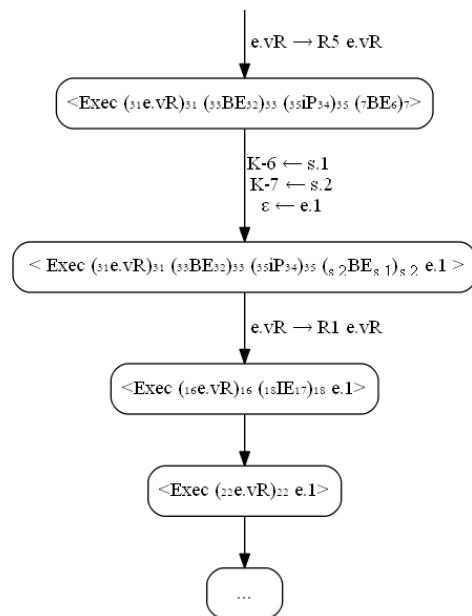 e.vR → R5 e.vR
<Exec (₃₁e.vR)₃₁ (₃₃BE₃₂)₃₃ (₃₅iP₃₄)₃₅ (₇BE₆)₇>
K-6 ← s.1
K-7 ← s.2
ε ← e.1
< Exec (₃₁e.vR)₃₁ (₃₃BE₃₂)₃₃ (₃₅iP₃₄)₃₅ (ₛ.₂BEₛ.₁)ₛ.₂ e.1 >
e.vR → R1 e.vR
<Exec (₁₆e.vR)₁₆ (₁₈IE₁₇)₁₈ e.1>
<Exec (₂₂e.vR)₂₂ e.1>
...